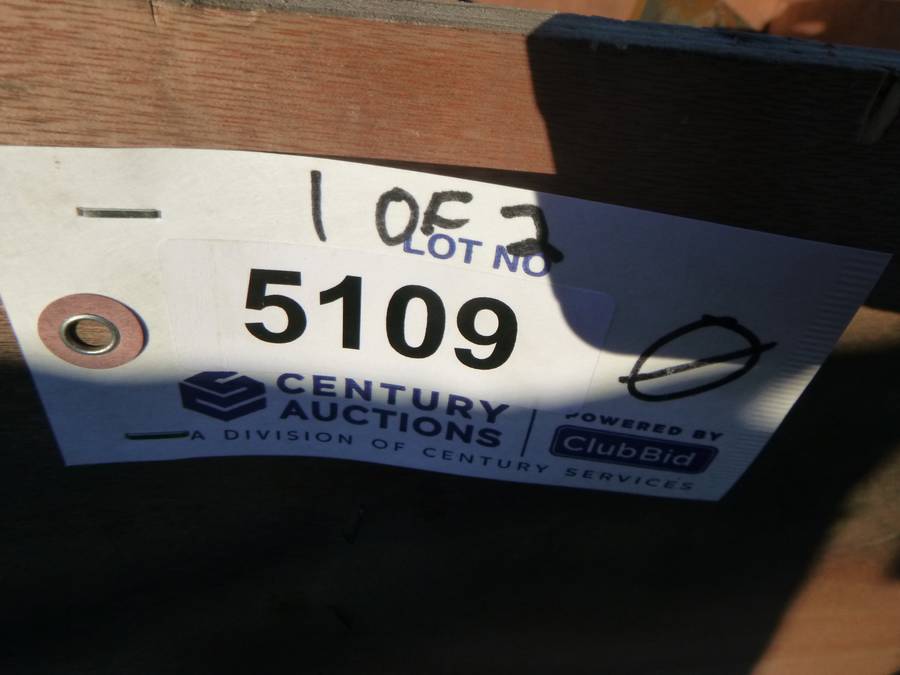 1 OF 2
LOT NO
5109
CENTURY
AUCTIONS
A DIVISION OF CENTURY SERVICES
POWERED BY
ClubBid